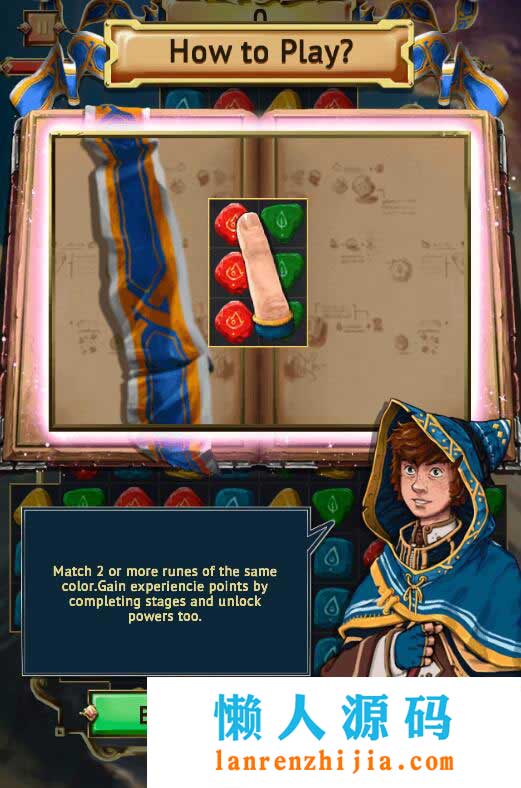 How to Play?
Match 2 or more runes of the same
color.Gain experiencie points by
completing stages and unlock
powers too.
懒人源码
lanrenzhijia.com